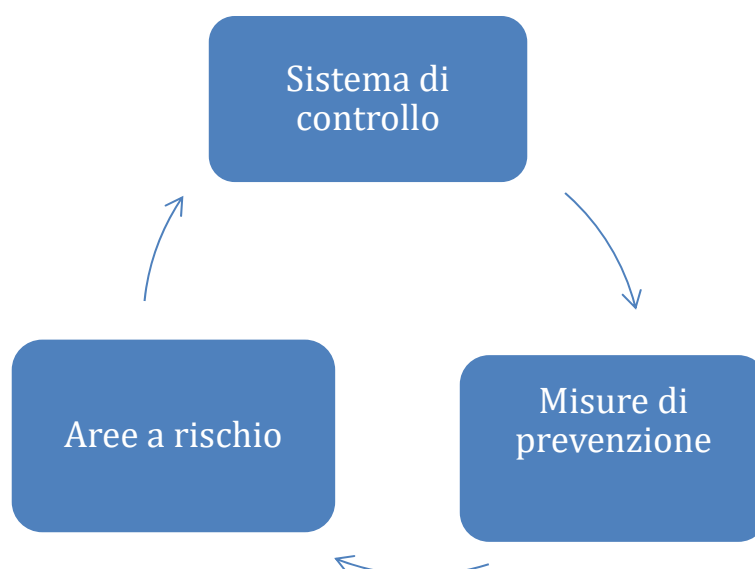 Sistema di
controllo
Aree a rischio
Misure di
prevenzione